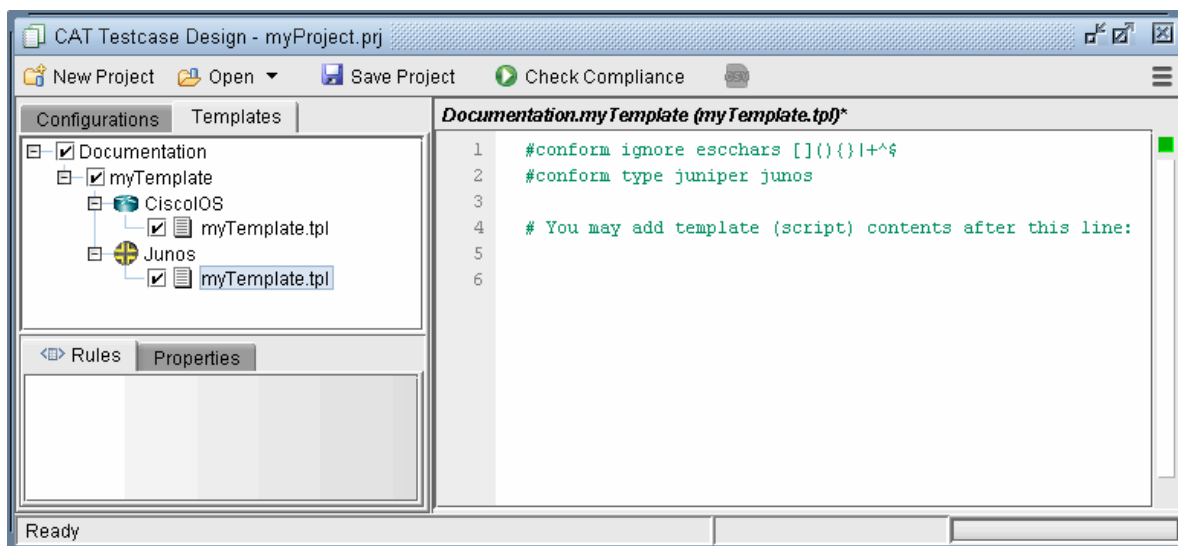 CAT Testcase Design - myProject.prj
New Project Open Save Project Check Compliance
Configurations Templates
Documentation
myTemplate
CiscoIOS
myTemplate.tpl
Junos
myTemplate.tpl
Rules Properties
Documentation.myTemplate (myTemplate.tpl)*
1 #conform ignore escchars [](){}|+^$
2 #conform type juniper junos
3
4 # You may add template (script) contents after this line:
5
6
Ready